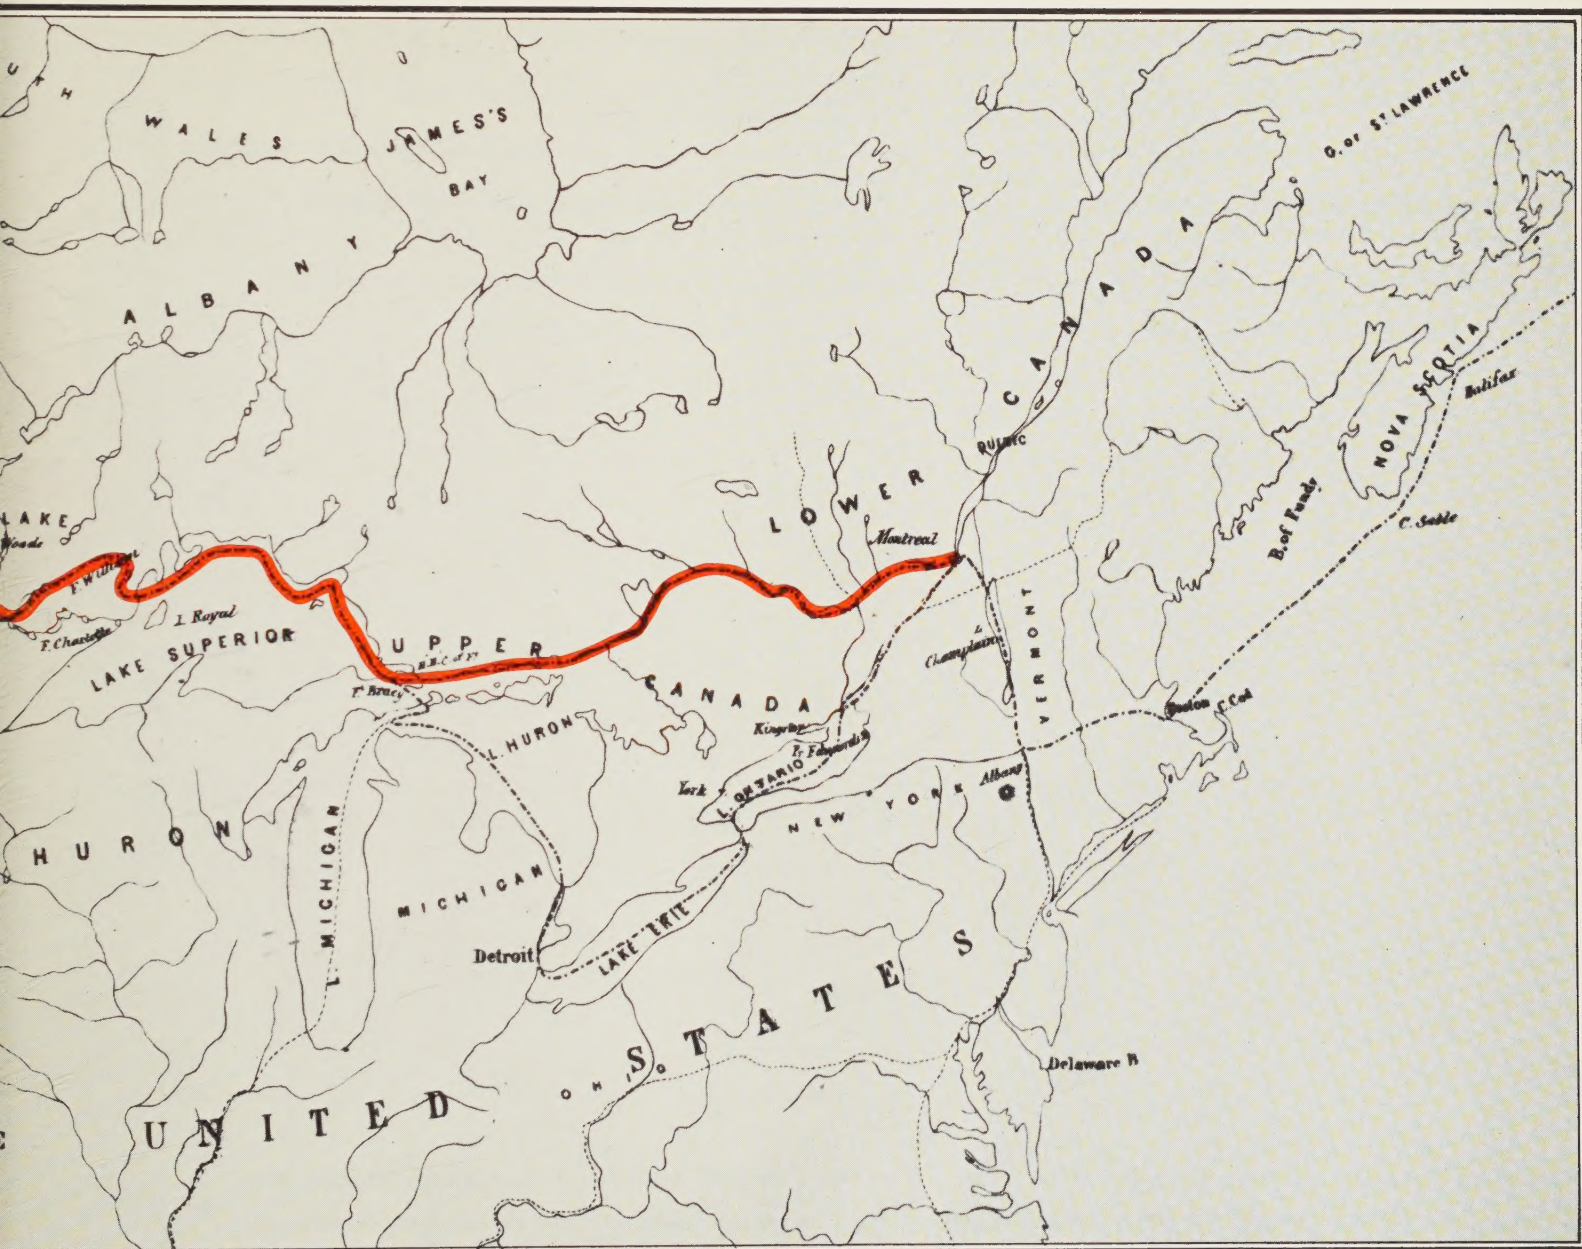 G. OF ST LAWRENCE
WALES
JAMES'S
BAY
ALBANY
CANADA
NOVA SCOTIA
Halifax
QUEBEC
LOWER
LAKE
Woods
Montreal
C. Sable
B. of Fundy
F. William
I. Royal
F. Charlotte
LAKE SUPERIOR
UPPER
L.
Champlain
VERMONT
CANADA
Boston
C. Cod
L. HURON
Kingston
York
L. ONTARIO
Albany
NEW YORK
HURON
L. MICHIGAN
MICHIGAN
Detroit
LAKE ERIE
UNITED STATES
OHIO
Delaware B